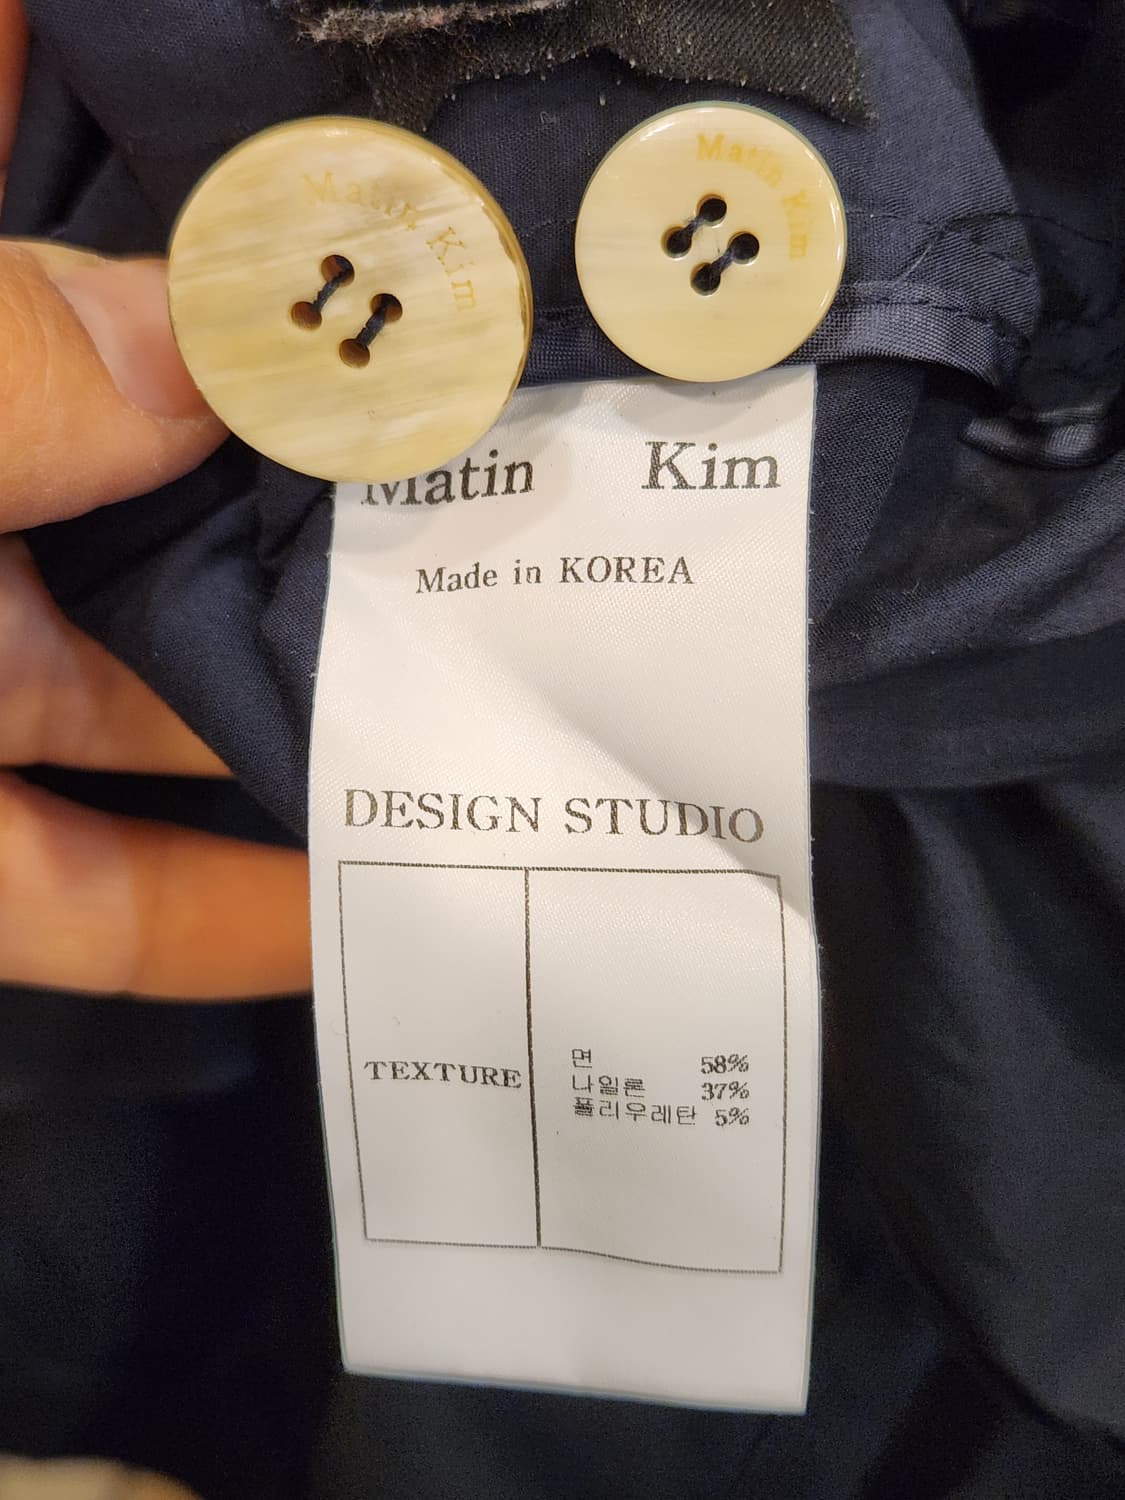 Matin Kim
Matin Kim
Matin Kim
Made in KOREA
DESIGN STUDIO
TEXTURE
면 58%
나일론 37%
폴리우레탄 5%